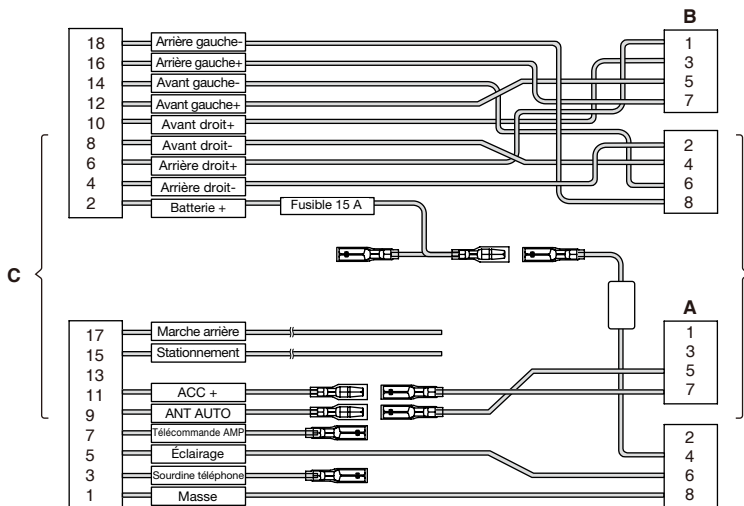 B
18 Arrière gauche- 1
16 Arrière gauche+ 3
14 Avant gauche- 5
12 Avant gauche+ 7
10 Avant droit+
8 Avant droit- 2
6 Arrière droit+ 4
4 Arrière droit- 6
2 Batterie + Fusible 15 A 8
C
A
17 Marche arrière 1
15 Stationnement 3
13 5
11 ACC + 7
9 ANT AUTO
7 Télécommande AMP 2
5 Éclairage 4
3 Sourdine téléphone 6
1 Masse 8